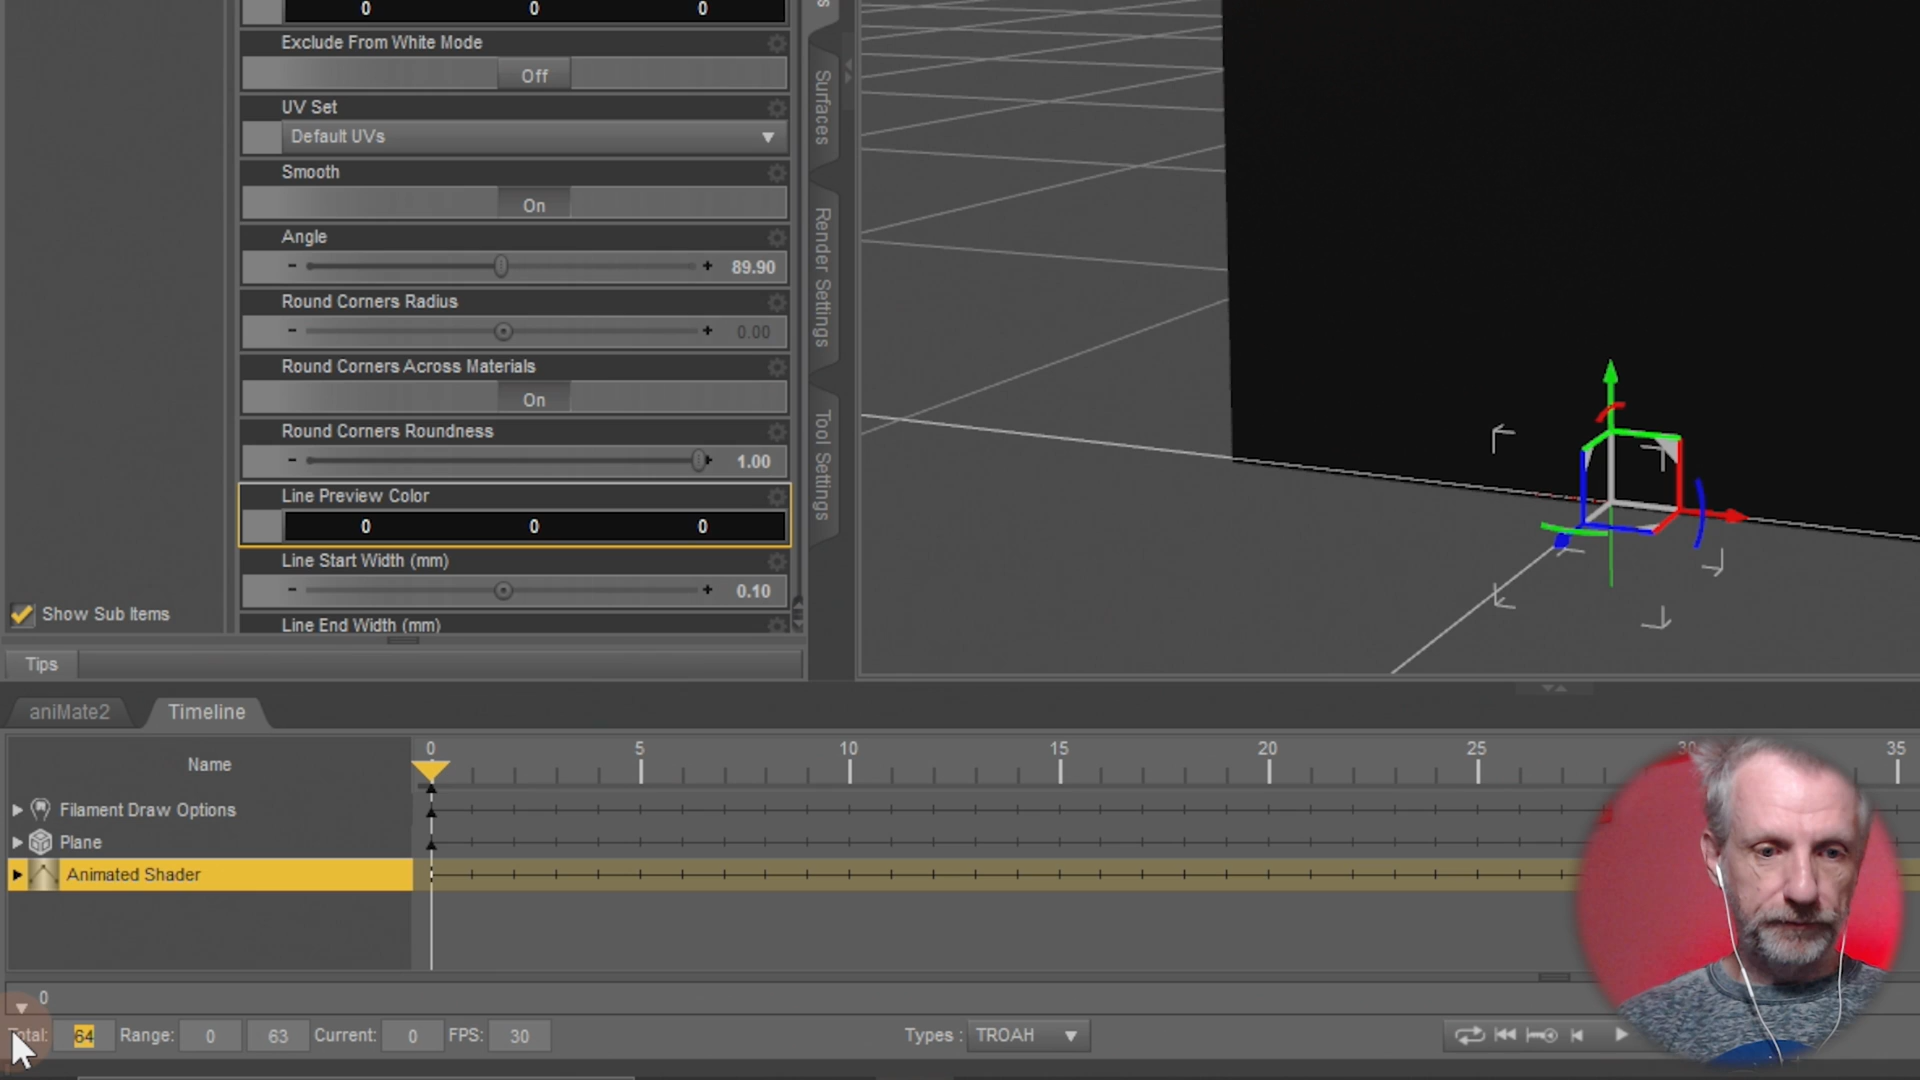 0 0 0
Exclude From White Mode
Off
UV Set
Default UVs
Smooth
On
Angle
- + 89.90
Round Corners Radius
- + 0.00
Round Corners Across Materials
On
Round Corners Roundness
- + 1.00
Line Preview Color
0 0 0
Line Start Width (mm)
- + 0.10
Line End Width (mm)
Show Sub Items
Tips
Surfaces
Render Settings
Tool Settings
aniMate2 Timeline
Name
0 5 10 15 20 25 30 35
Filament Draw Options
Plane
Animated Shader
0
Total: 64 Range: 0 63 Current: 0 FPS: 30 Types : TROAH